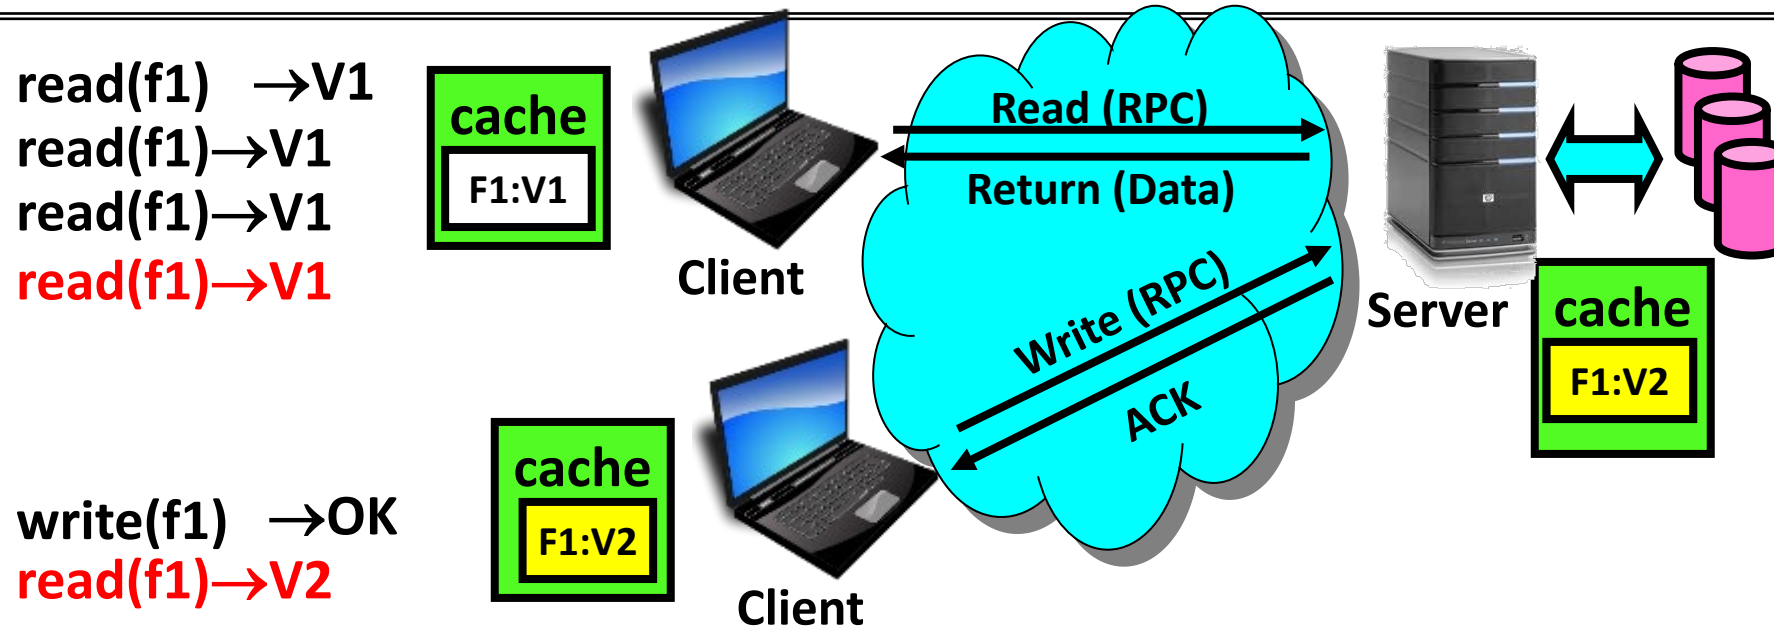 read(f1) →V1
read(f1)→V1
read(f1)→V1
read(f1)→V1
cache
F1:V1
Client
Read (RPC)
Return (Data)
Write (RPC)
ACK
Server
cache
F1:V2
write(f1) →OK
read(f1)→V2
cache
F1:V2
Client